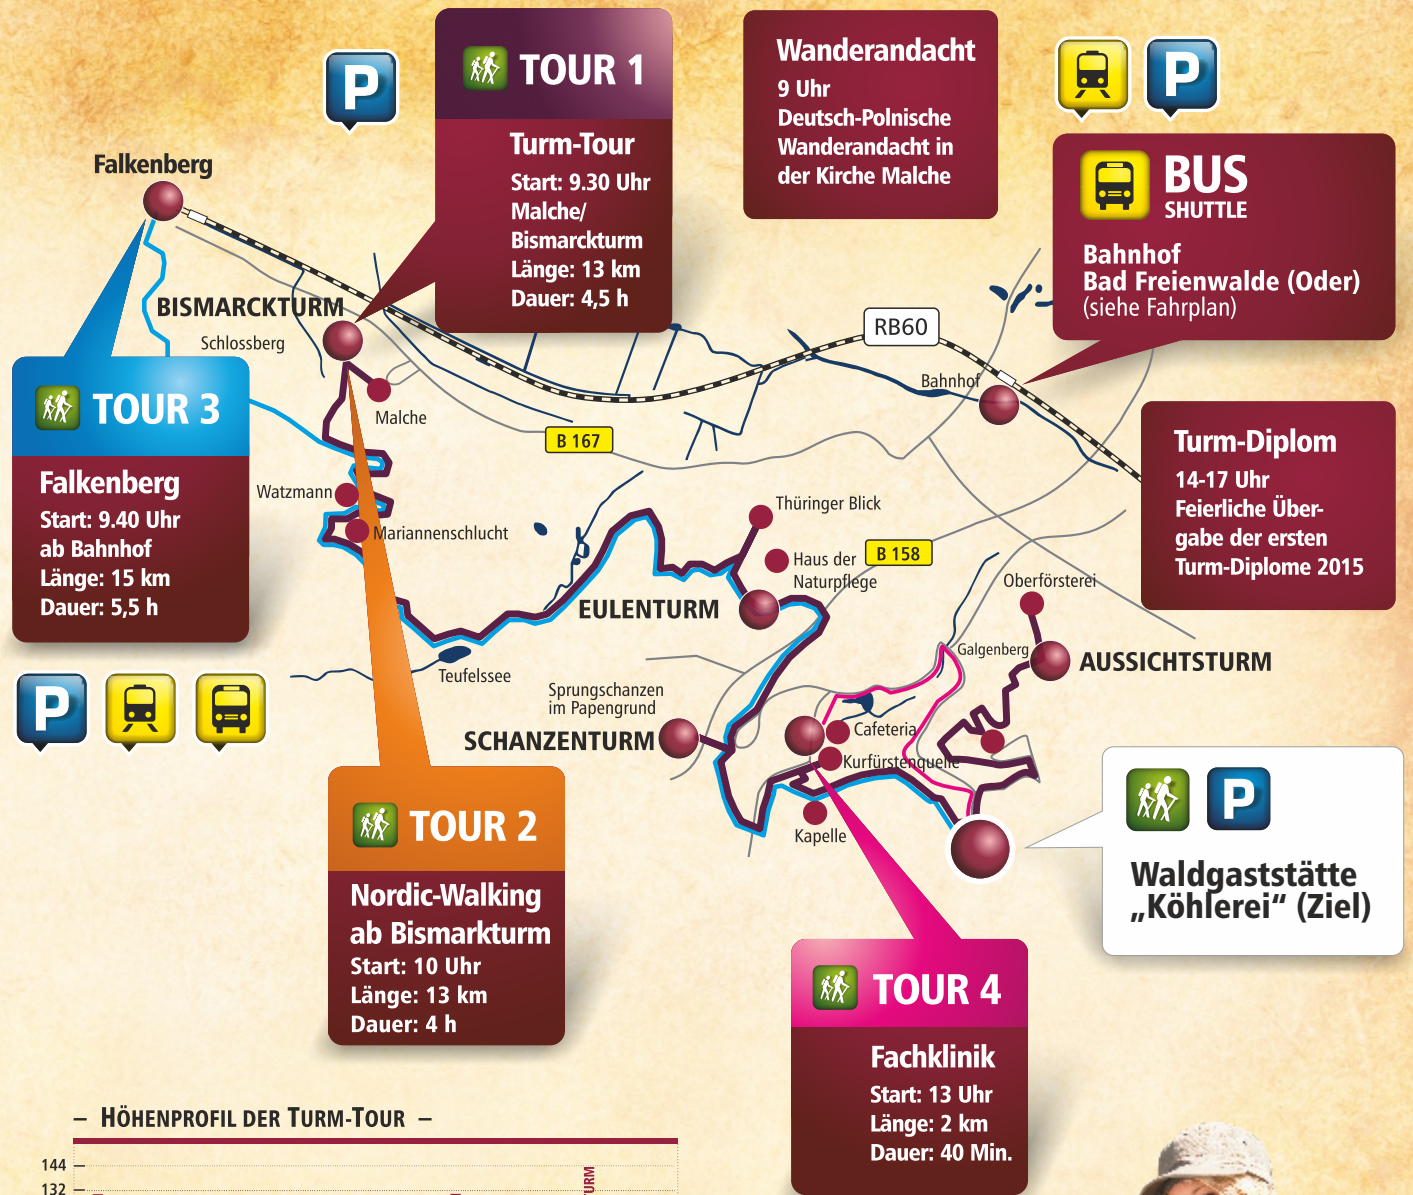 P
TOUR 1
Turm-Tour
Start: 9.30 Uhr
Malche/
Bismarckturm
Länge: 13 km
Dauer: 4,5 h
Wanderandacht
9 Uhr
Deutsch-Polnische
Wanderandacht in
der Kirche Malche
P
BUS
SHUTTLE
Bahnhof
Bad Freienwalde (Oder)
(siehe Fahrplan)
Falkenberg
BISMARCKTURM
Schlossberg
Malche
RB60
Bahnhof
B 167
TOUR 3
Falkenberg
Start: 9.40 Uhr
ab Bahnhof
Länge: 15 km
Dauer: 5,5 h
P
Turm-Diplom
14-17 Uhr
Feierliche Über-
gabe der ersten
Turm-Diplome 2015
Watzmann
Mariannenschlucht
Thüringer Blick
Haus der
Naturpflege
B 158
Oberförsterei
EULENTURM
Galgenberg
AUSSICHTSTURM
Teufelssee
Sprungschanzen
im Papengrund
SCHANZENTURM
Cafeteria
Kurfürstenquelle
Kapelle
P
Waldgaststätte
„Köhlerei“ (Ziel)
TOUR 2
Nordic-Walking
ab Bismarkturm
Start: 10 Uhr
Länge: 13 km
Dauer: 4 h
TOUR 4
Fachklinik
Start: 13 Uhr
Länge: 2 km
Dauer: 40 Min.
– HÖHENPROFIL DER TURM-TOUR –
144
132